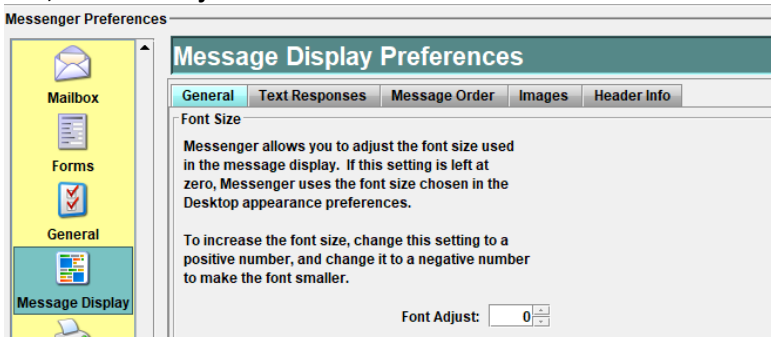 Messenger Preferences
Message Display Preferences
Mailbox
General Text Responses Message Order Images Header Info
Font Size
Messenger allows you to adjust the font size used
in the message display. If this setting is left at
zero, Messenger uses the font size chosen in the
Desktop appearance preferences.
Forms
General
To increase the font size, change this setting to a
positive number, and change it to a negative number
to make the font smaller.
Message Display
Font Adjust: 0